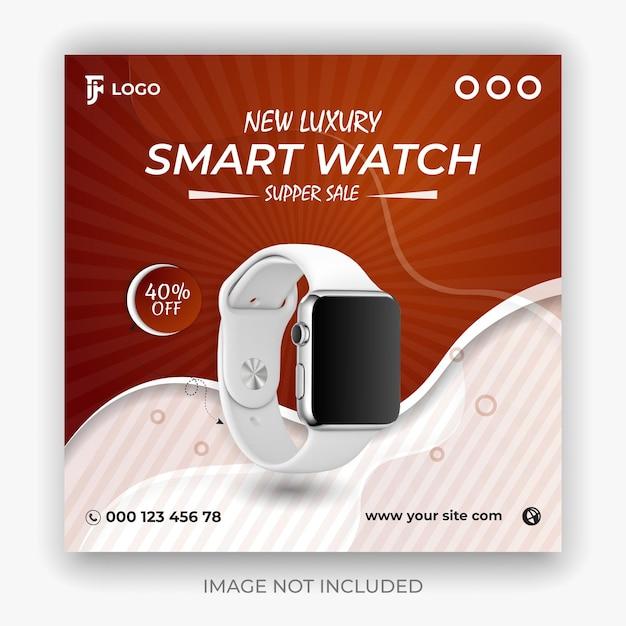 LOGO
NEW LUXURY
SMART WATCH
SUPPER SALE
40%
OFF
000 123 456 78
www.your site com
IMAGE NOT INCLUDED